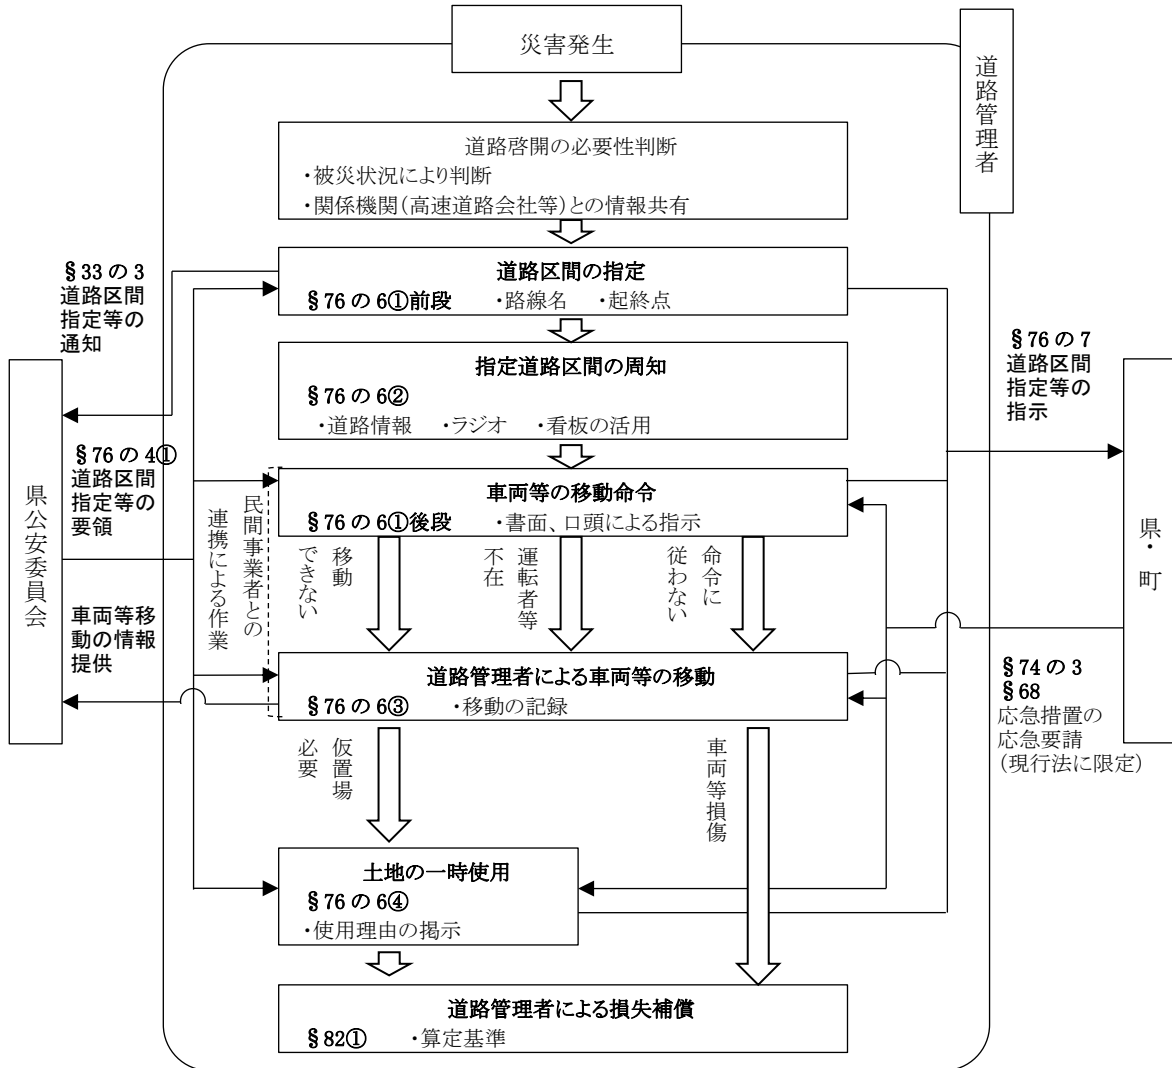 災害発生
道路管理者
道路啓開の必要性判断
・被災状況により判断
・関係機関(高速道路会社等)との情報共有
道路区間の指定
§76の6①前段 ・路線名 ・起終点
§33の3
道路区間
指定等の
通知
指定道路区間の周知
§76の6②
・道路情報 ・ラジオ ・看板の活用
§76の7
道路区間
指定等の
指示
県公安委員会
§76の4①
道路区間
指定等の
要領
民間事業者との
連携による作業
車両等の移動命令
§76の6①後段 ・書面、口頭による指示
県・町
移動
できない
運転者等
不在
命令に
従わない
車両等移
動の情報
提供
道路管理者による車両等の移動
§76の6③ ・移動の記録
§74の3
§68
応急措置の
応急要請
(現行法に限定)
仮置場
必要
車両等損傷
土地の一時使用
§76の6④
・使用理由の掲示
道路管理者による損失補償
§82① ・算定基準